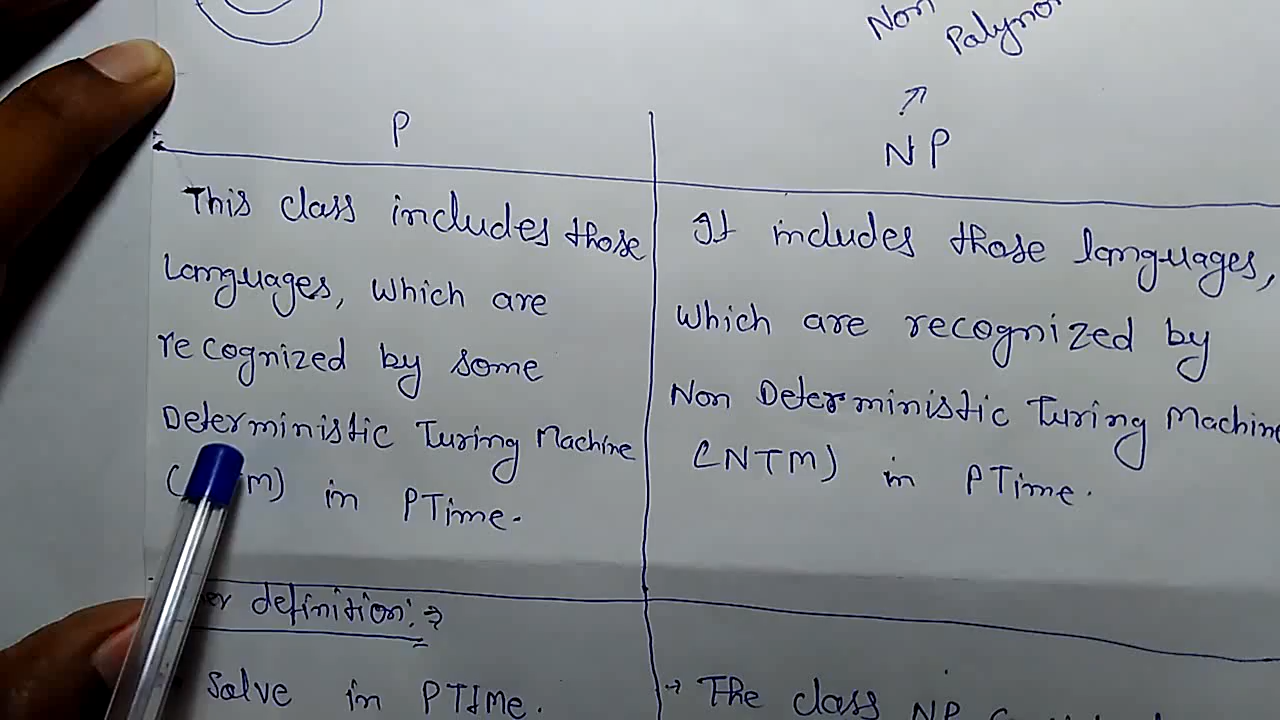 Non
Palyno
P
NP
This class includes those
Languages, which are
recognized by some
Deterministic Turing Machine
in PTime.
It includes those languages,
which are recognized by
Non Deterministic Turing Machine
(NTM) in PTime.
definition:→
Solve in PTIMe.
→ The class NP